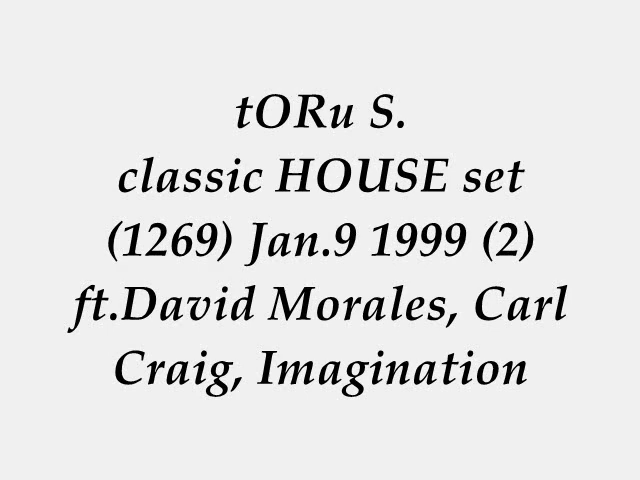 tORu S.
classic HOUSE set
(1269) Jan.9 1999 (2)
ft.David Morales, Carl
Craig, Imagination